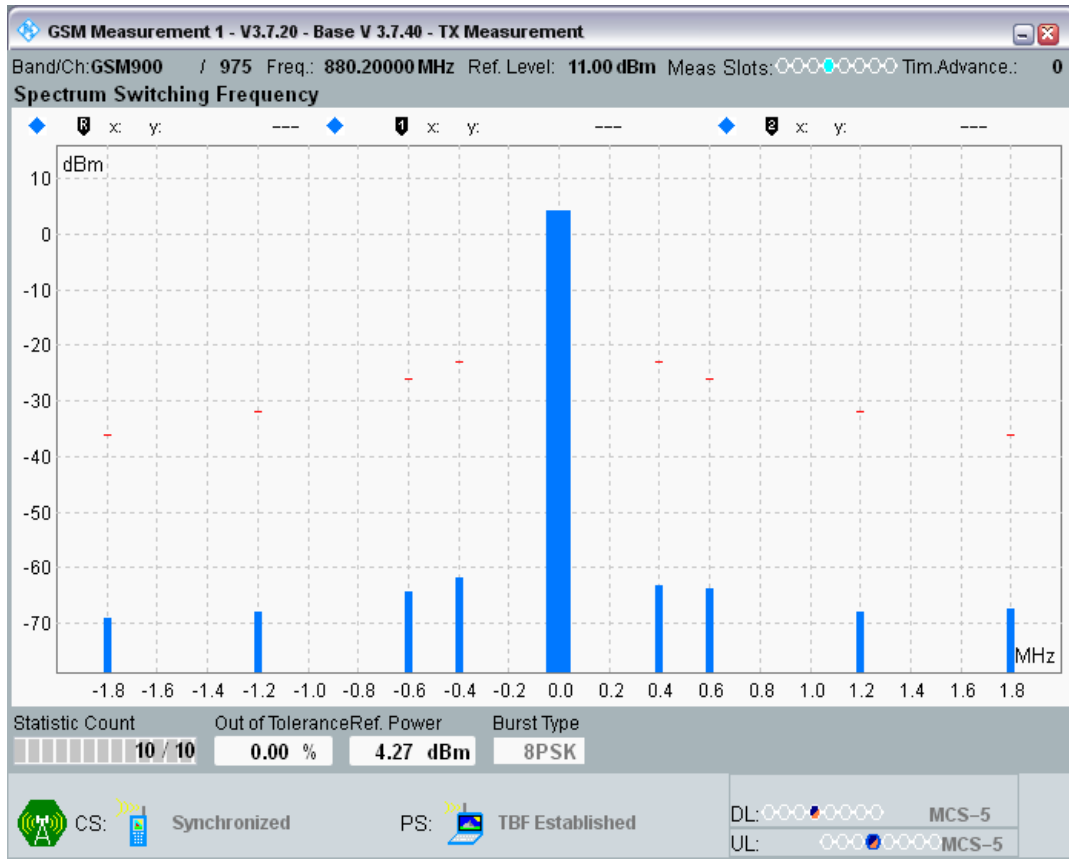 GSM Measurement 1 - V3.7.20 - Base V 3.7.40 - TX Measurement
Band/Ch:GSM900 / 975 Freq.: 880.20000 MHz Ref. Level: 11.00 dBm Meas Slots: Tim.Advance.: 0
Spectrum Switching Frequency
R x: y: --- 1 x: y: --- 2 x: y: ---
dBm
10
0
-10
-20
-30
-40
-50
-60
-70
MHz
-1.8 -1.6 -1.4 -1.2 -1.0 -0.8 -0.6 -0.4 -0.2 0.0 0.2 0.4 0.6 0.8 1.0 1.2 1.4 1.6 1.8
Statistic Count Out of Tolerance Ref. Power Burst Type
10 / 10 0.00 % 4.27 dBm 8PSK
CS: Synchronized PS: TBF Established DL: MCS-5
UL: MCS-5